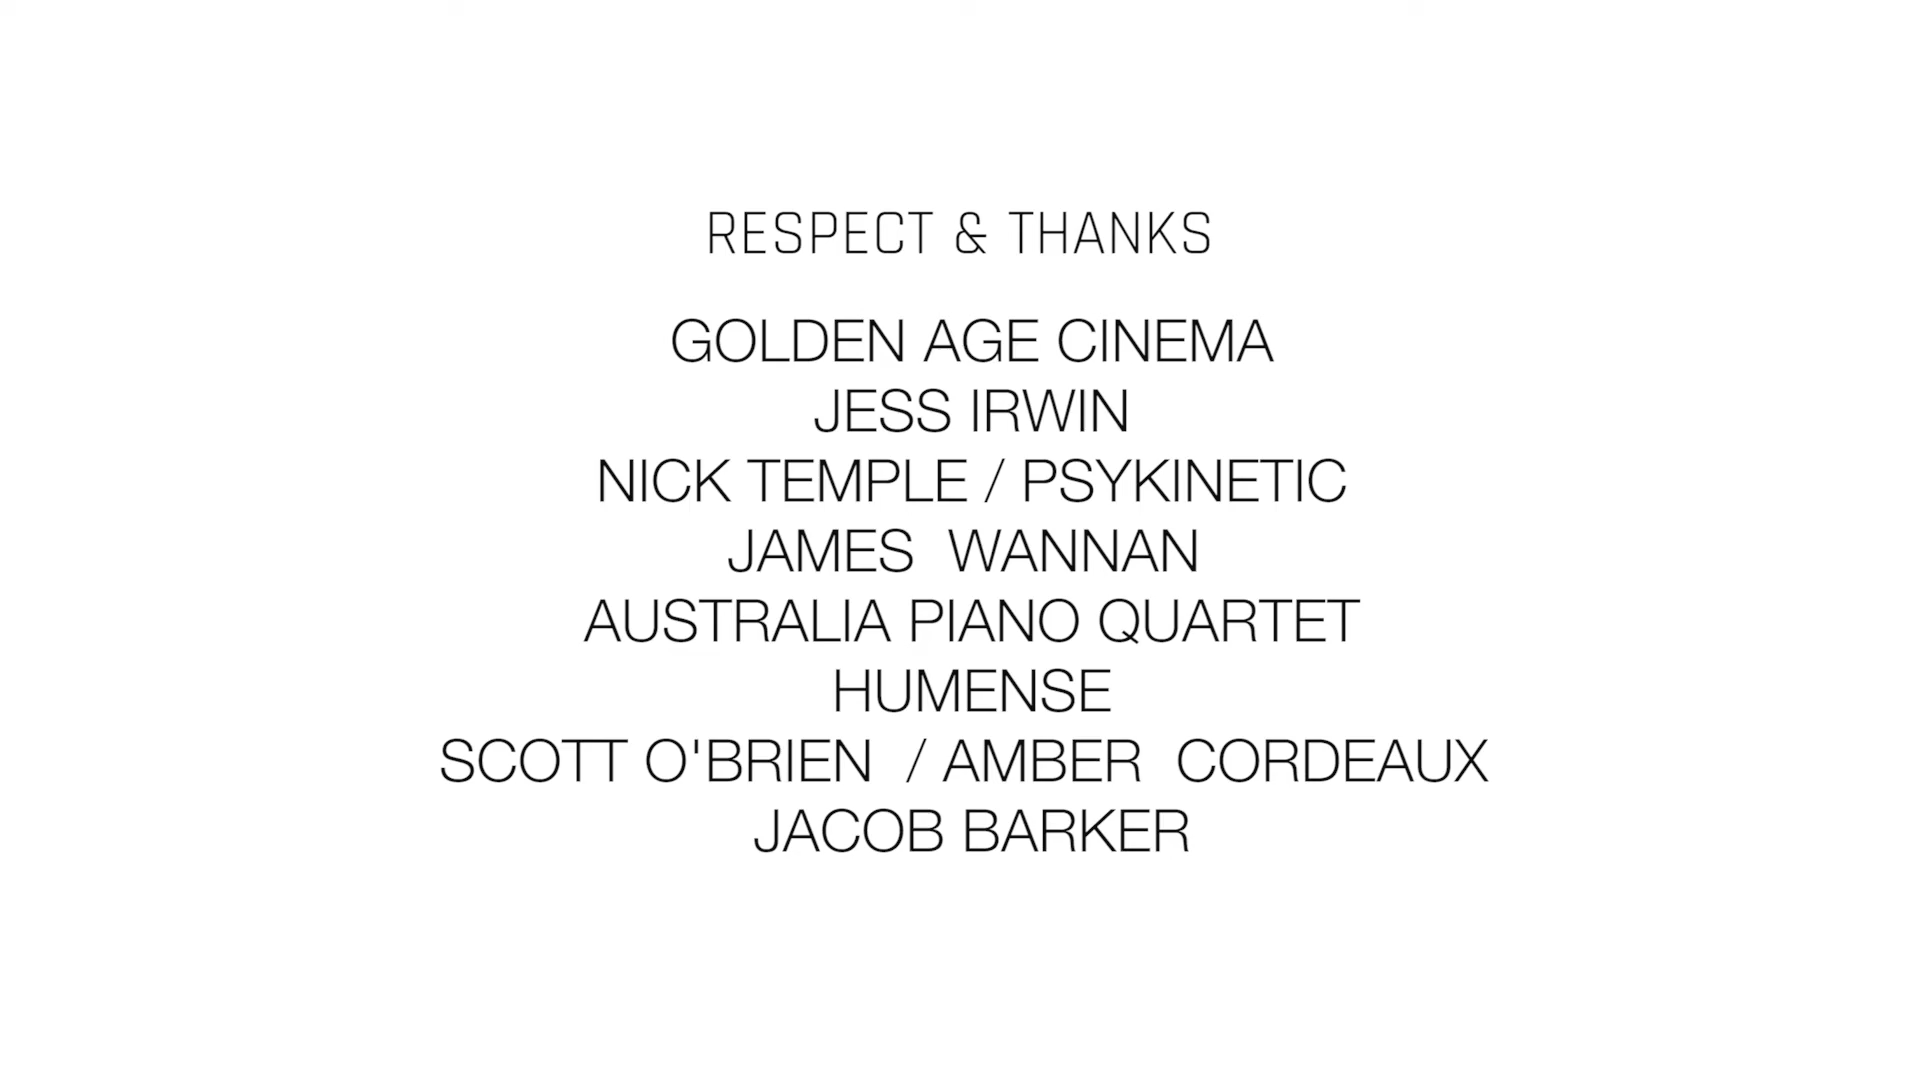 RESPECT & THANKS
GOLDEN AGE CINEMA
JESS IRWIN
NICK TEMPLE / PSYKINETIC
JAMES  WANNAN
AUSTRALIA PIANO QUARTET
HUMENSE
SCOTT O'BRIEN  / AMBER  CORDEAUX
JACOB BARKER